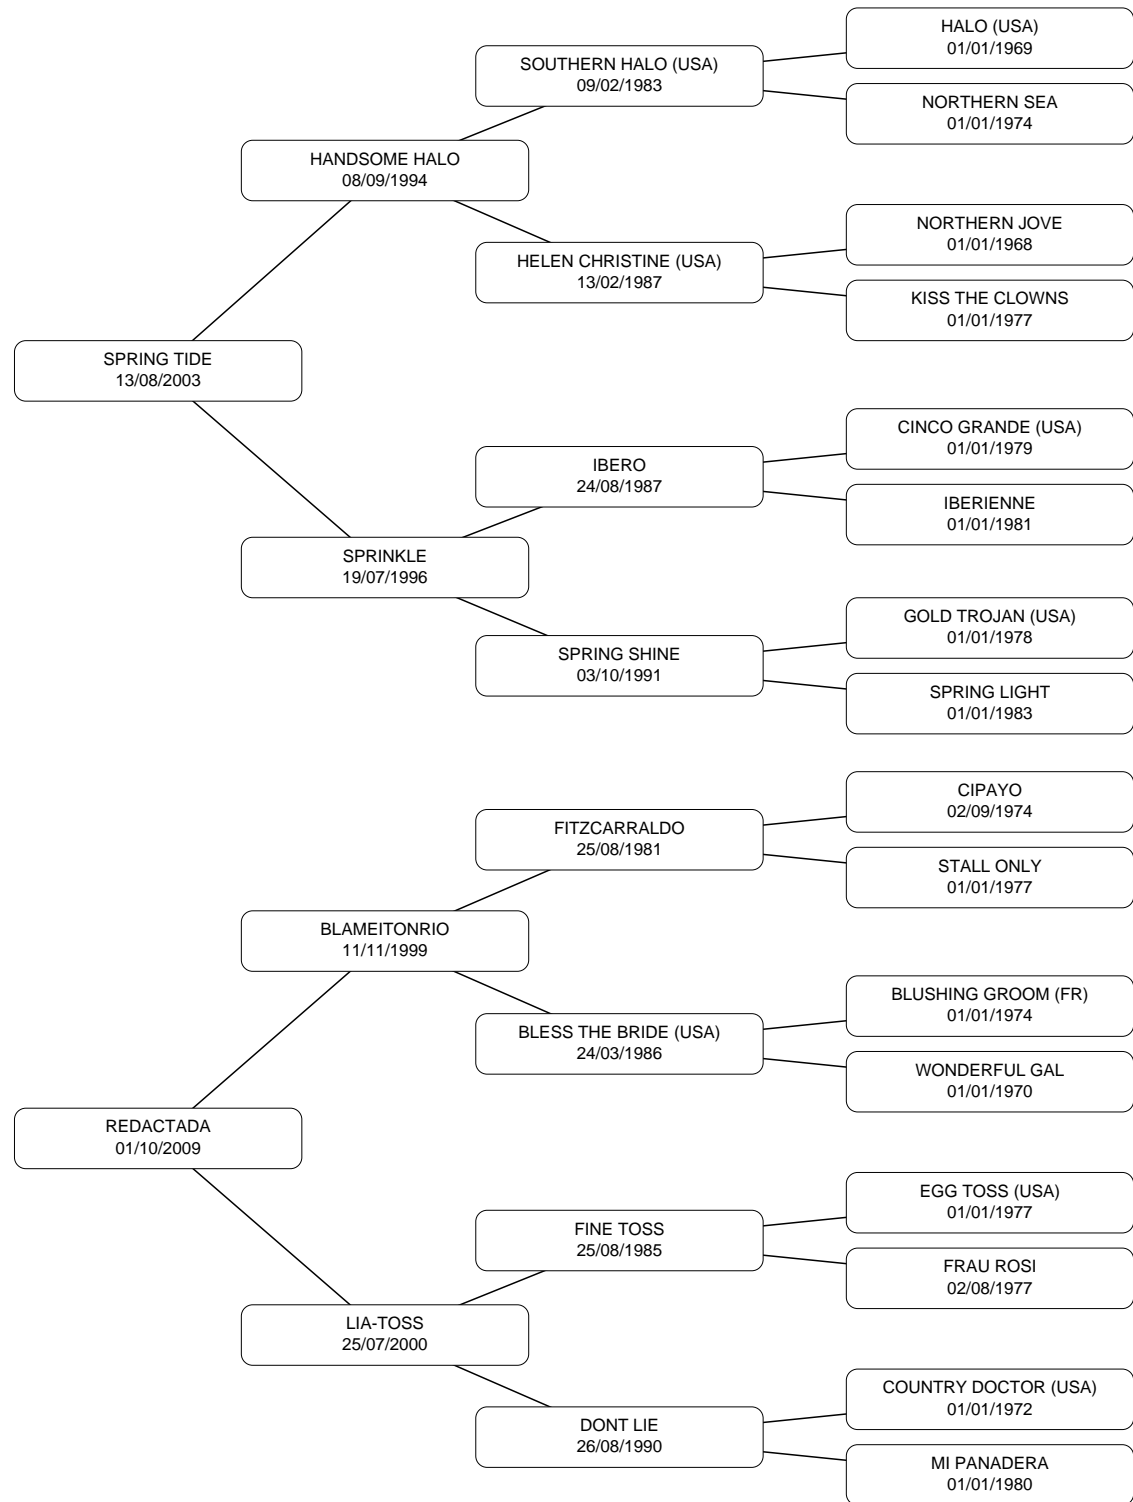 HALO (USA)
01/01/1969
SOUTHERN HALO (USA)
09/02/1983
NORTHERN SEA
01/01/1974
HANDSOME HALO
08/09/1994
NORTHERN JOVE
01/01/1968
HELEN CHRISTINE (USA)
13/02/1987
KISS THE CLOWNS
01/01/1977
SPRING TIDE
13/08/2003
CINCO GRANDE (USA)
01/01/1979
IBERO
24/08/1987
IBERIENNE
01/01/1981
SPRINKLE
19/07/1996
GOLD TROJAN (USA)
01/01/1978
SPRING SHINE
03/10/1991
SPRING LIGHT
01/01/1983
CIPAYO
02/09/1974
FITZCARRALDO
25/08/1981
STALL ONLY
01/01/1977
BLAMEITONRIO
11/11/1999
BLUSHING GROOM (FR)
01/01/1974
BLESS THE BRIDE (USA)
24/03/1986
WONDERFUL GAL
01/01/1970
REDACTADA
01/10/2009
EGG TOSS (USA)
01/01/1977
FINE TOSS
25/08/1985
FRAU ROSI
02/08/1977
LIA-TOSS
25/07/2000
COUNTRY DOCTOR (USA)
01/01/1972
DONT LIE
26/08/1990
MI PANADERA
01/01/1980